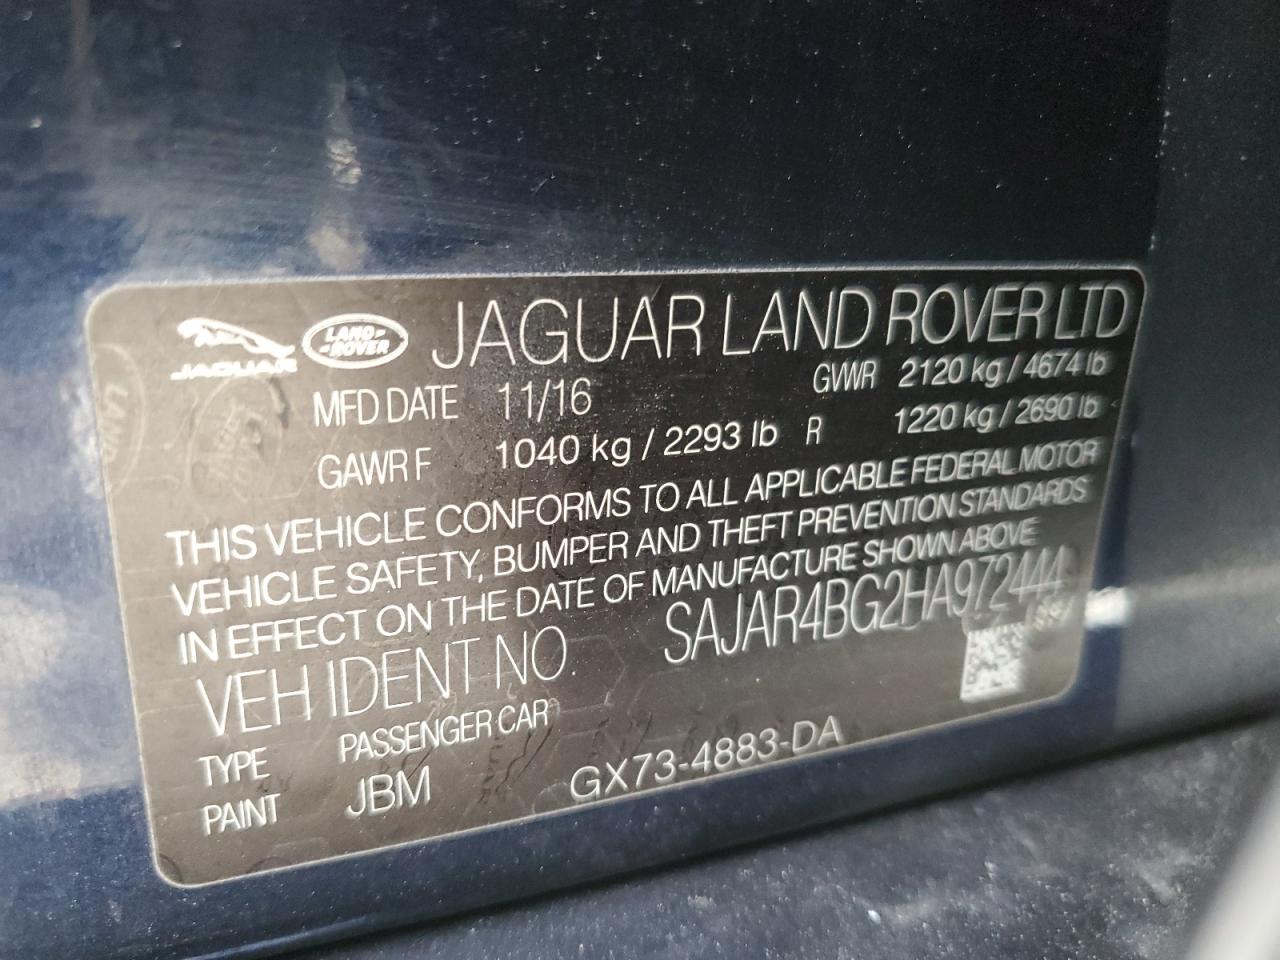 JAGUAR LAND ROVER JAGUAR LAND ROVER LTD
MFD DATE 11/16 GVWR 2120 kg / 4674 lb
GAWR F 1040 kg / 2293 lb R 1220 kg / 2690 lb
THIS VEHICLE CONFORMS TO ALL APPLICABLE FEDERAL MOTOR
VEHICLE SAFETY, BUMPER AND THEFT PREVENTION STANDARDS
IN EFFECT ON THE DATE OF MANUFACTURE SHOWN ABOVE
VEH IDENT NO. SAJAR4BG2HA972444
TYPE PASSENGER CAR
PAINT JBM GX73-4883-DA